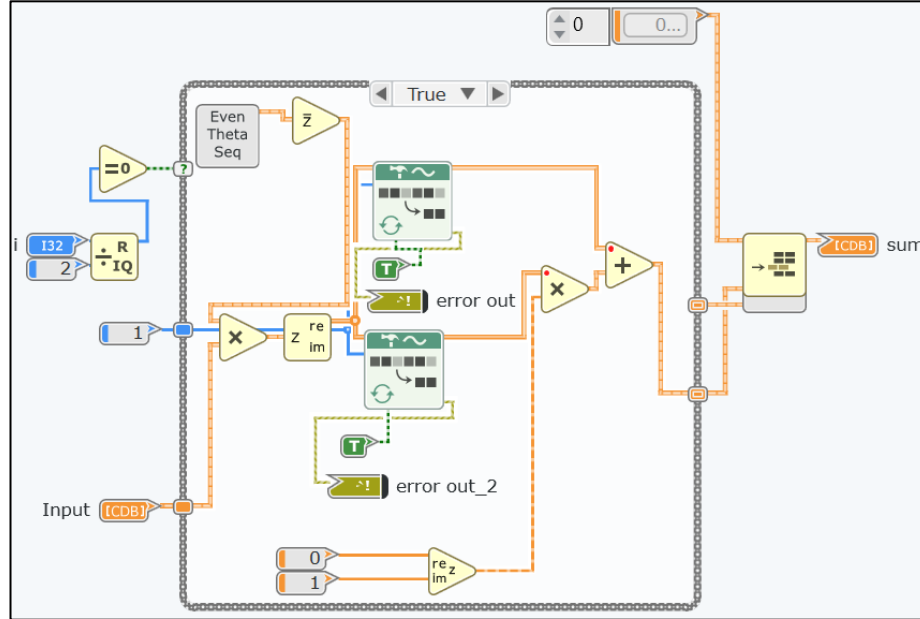 0
0...
True
Even
Theta
Seq
z̄
=0
?
i
I32
2
R
÷
IQ
T
error out
×
+
[CDB]
sum
1
×
z
re
im
T
error out_2
Input
[CDB]
0
1
re
im
z